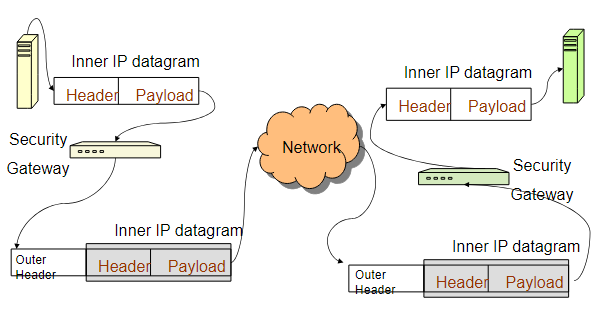 Inner IP datagram
Header Payload
Security
Gateway
Inner IP datagram
Outer
Header
Header Payload
Network
Inner IP datagram
Header Payload
Security
Gateway
Inner IP datagram
Outer
Header
Header Payload